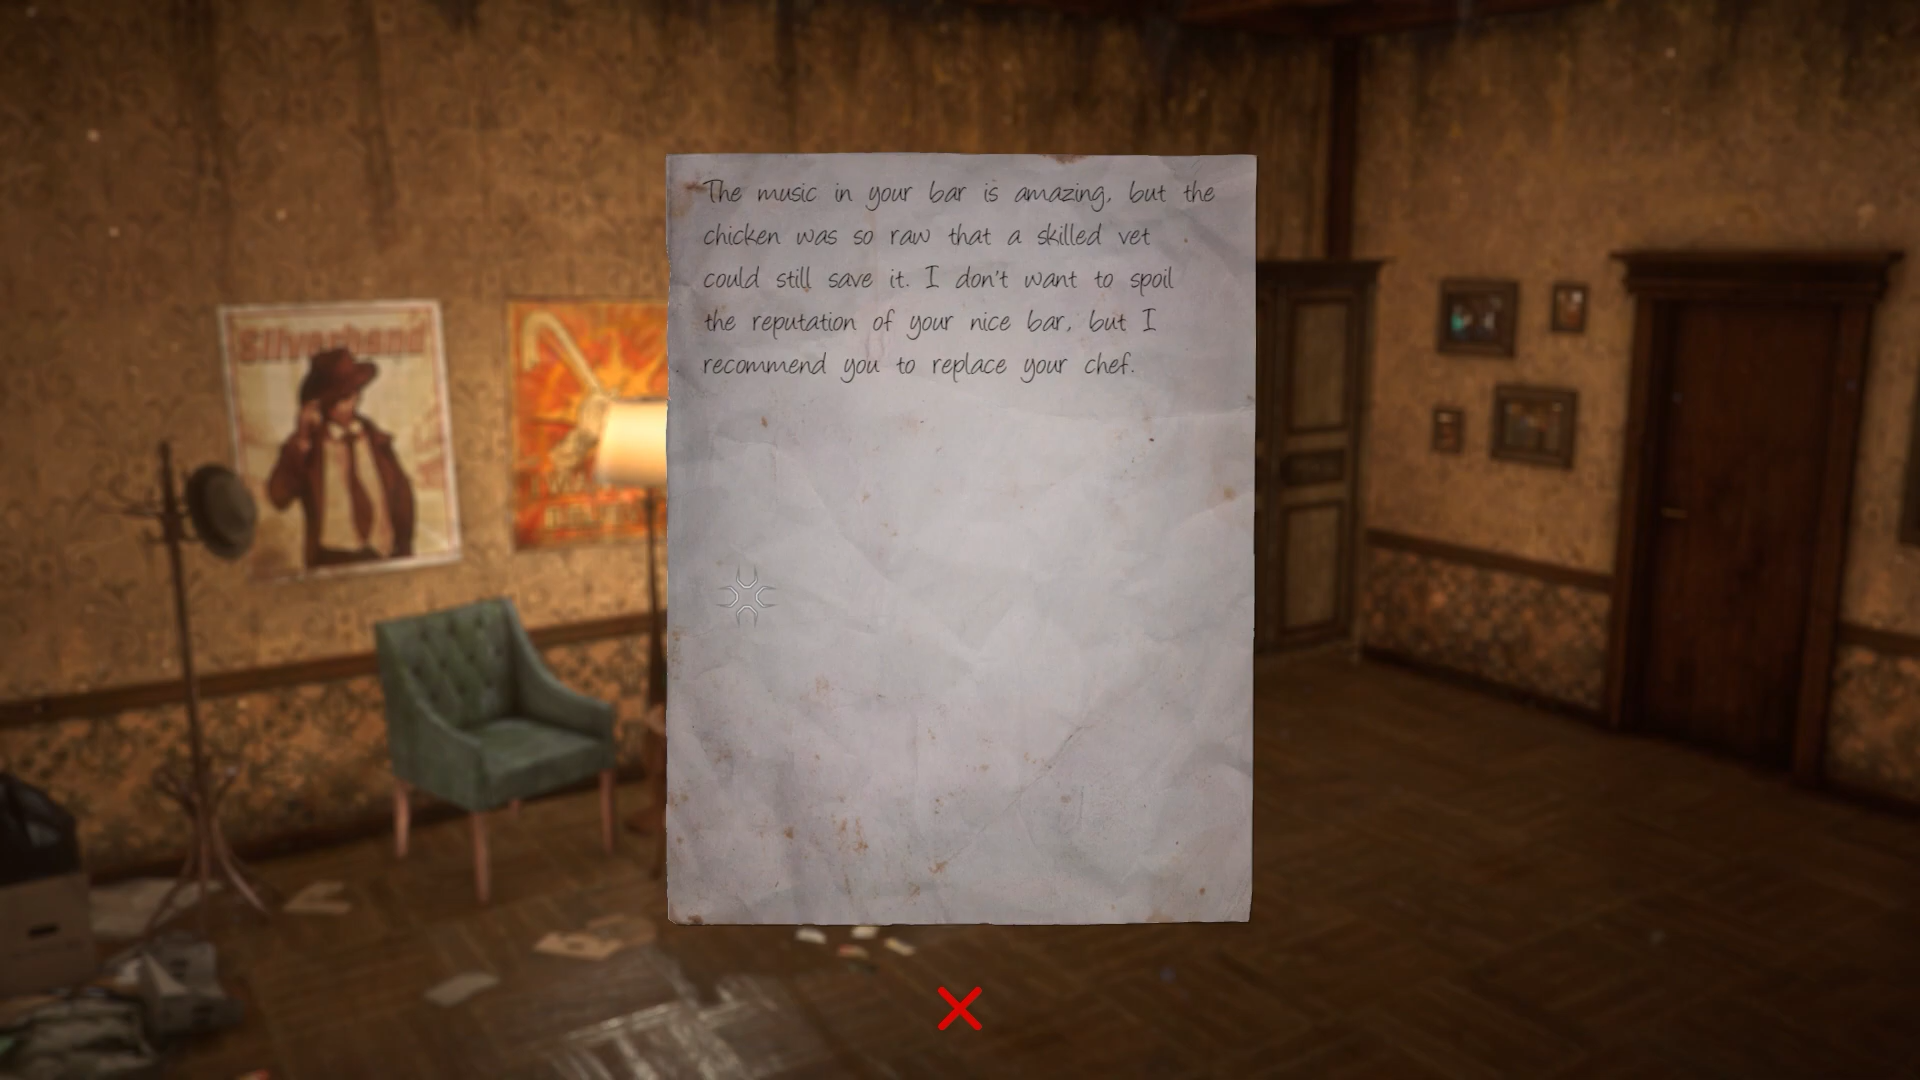 The music in your bar is amazing, but the
chicken was so raw that a skilled vet
could still save it. I don't want to spoil
the reputation of your nice bar, but I
recommend you to replace your chef.
Silverhand